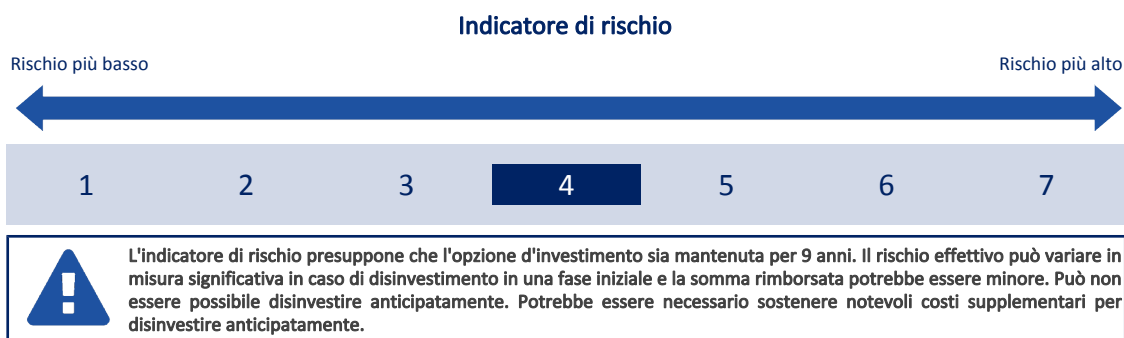 Indicatore di rischio
Rischio più basso
Rischio più alto
1 2 3 4 5 6 7
L'indicatore di rischio presuppone che l'opzione d'investimento sia mantenuta per 9 anni. Il rischio effettivo può variare in
misura significativa in caso di disinvestimento in una fase iniziale e la somma rimborsata potrebbe essere minore. Può non
essere possibile disinvestire anticipatamente. Potrebbe essere necessario sostenere notevoli costi supplementari per
disinvestire anticipatamente.